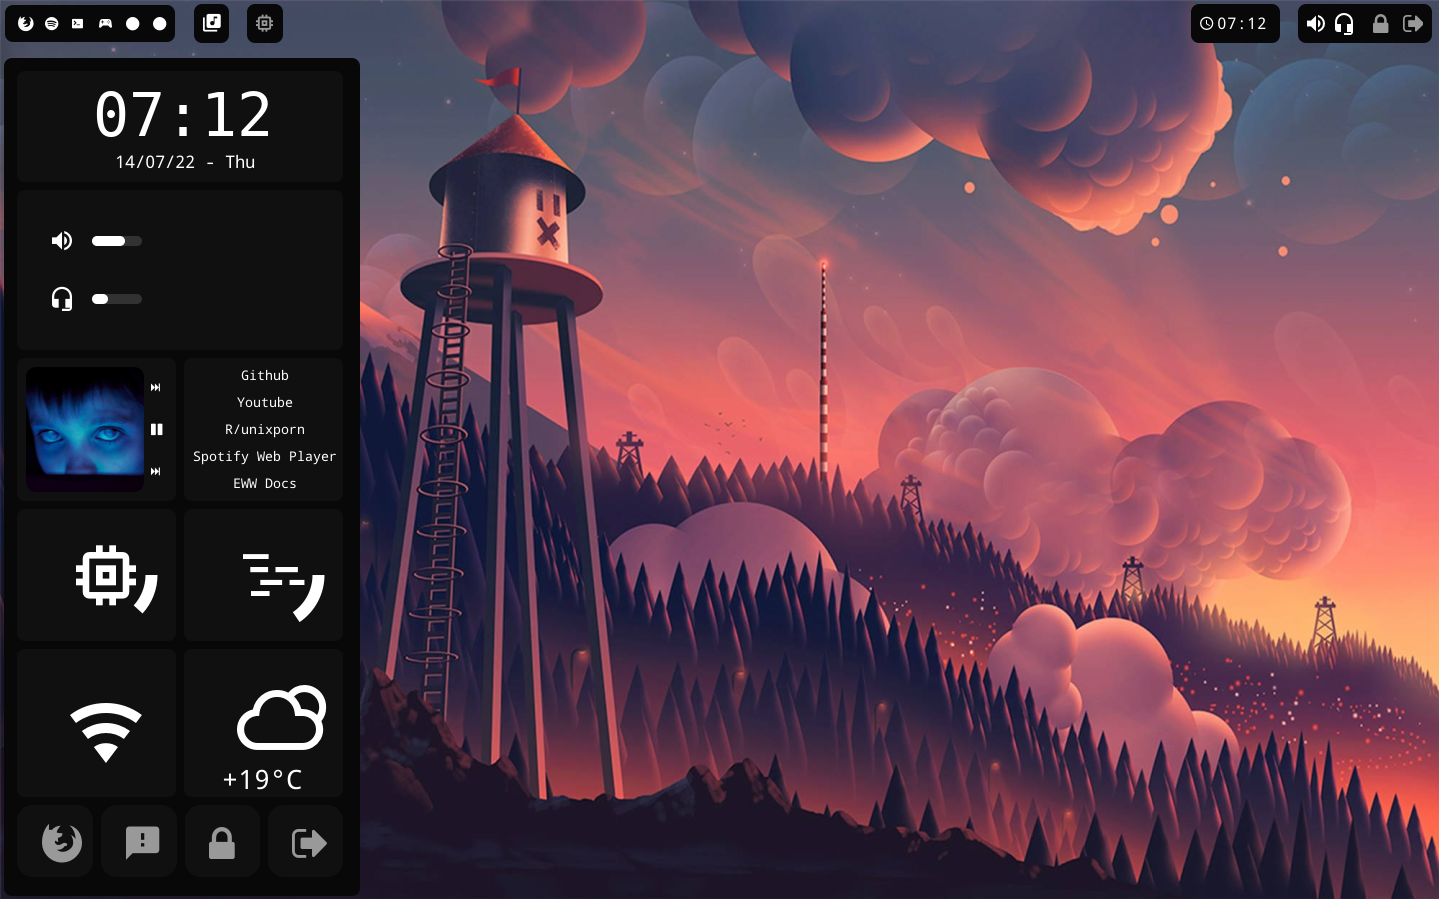 07:12
07:12
14/07/22 - Thu
Github
Youtube
R/unixporn
Spotify Web Player
EWW Docs
+19°C